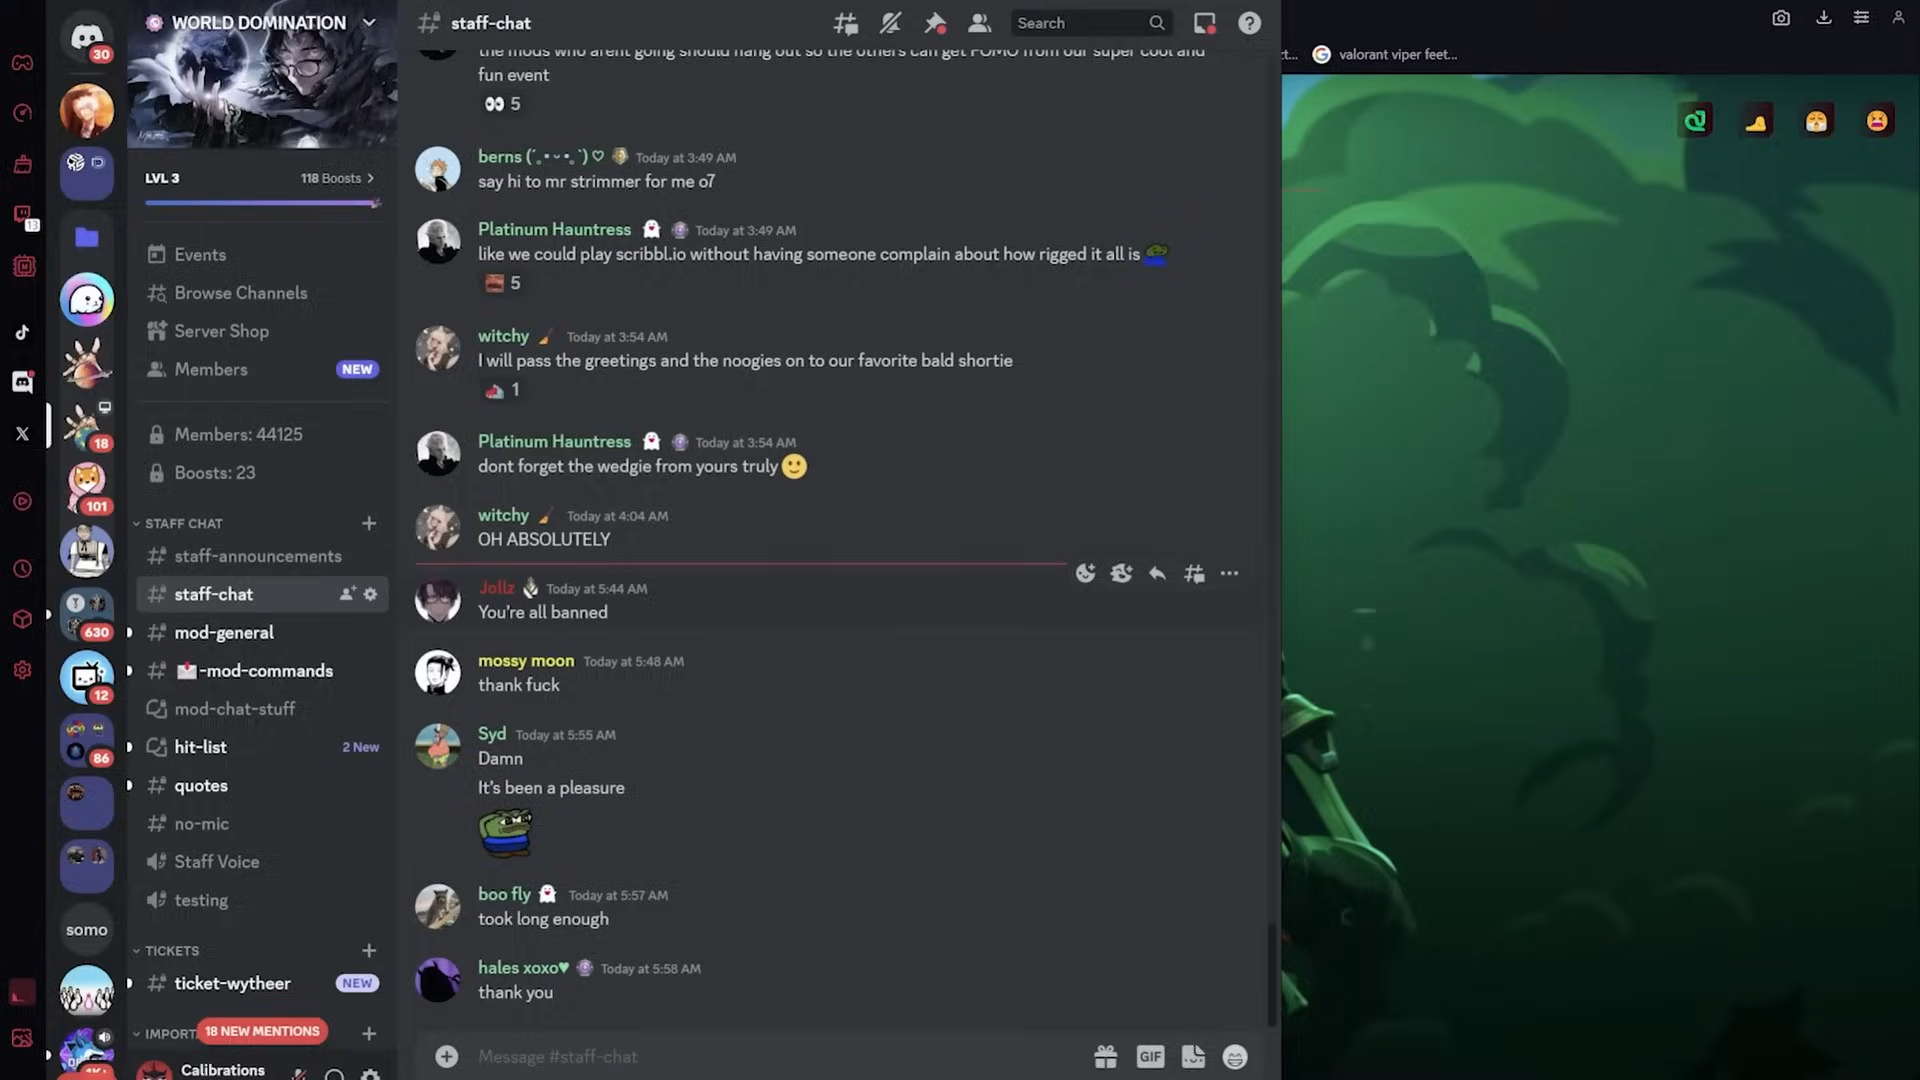 30
WORLD DOMINATION
staff-chat
Search
ct...
valorant viper feet...
LVL 3
118 Boosts
Events
Browse Channels
Server Shop
Members
NEW
Members: 44125
Boosts: 23
STAFF CHAT
staff-announcements
staff-chat
mod-general
-mod-commands
mod-chat-stuff
hit-list
2 New
quotes
no-mic
Staff Voice
testing
TICKETS
ticket-wytheer
NEW
IMPORT
18 NEW MENTIONS
Calibrations
13
18
101
630
12
86
somo
1K+
the mods who arent going should hang out so the others can get FOMO from our super cool and
fun event
5
berns (´｡• ᵕ •｡`) ♡ Today at 3:49 AM
say hi to mr strimmer for me o7
Platinum Hauntress Today at 3:49 AM
like we could play scribbl.io without having someone complain about how rigged it all is
5
witchy Today at 3:54 AM
I will pass the greetings and the noogies on to our favorite bald shortie
1
Platinum Hauntress Today at 3:54 AM
dont forget the wedgie from yours truly
witchy Today at 4:04 AM
OH ABSOLUTELY
Jollz Today at 5:44 AM
You're all banned
mossy moon Today at 5:48 AM
thank fuck
Syd Today at 5:55 AM
Damn
It's been a pleasure
boo fly Today at 5:57 AM
took long enough
hales xoxo♥ Today at 5:58 AM
thank you
Message #staff-chat
GIF